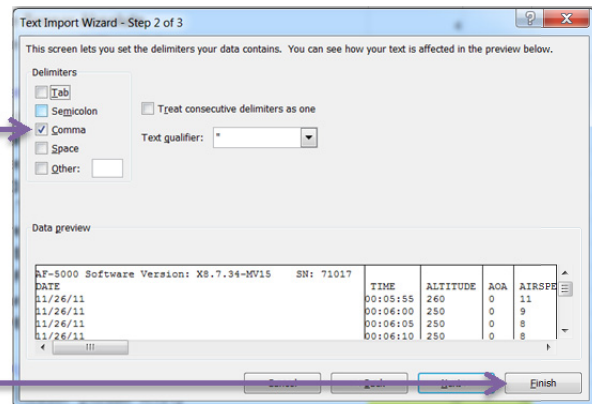 Text Import Wizard - Step 2 of 3
This screen lets you set the delimiters your data contains. You can see how your text is affected in the preview below.
Delimiters
Tab
Semicolon
Comma
Space
Other:
Treat consecutive delimiters as one
Text qualifier: "
Data preview
AF-5000 Software Version: X8.7.34-MV15 SN: 71017
DATE TIME ALTITUDE AOA AIRSPE
11/26/11 00:05:55 260 0 11
11/26/11 00:06:00 250 0 9
11/26/11 00:06:05 250 0 8
11/26/11 00:06:10 250 0 8
Cancel Back Next Finish